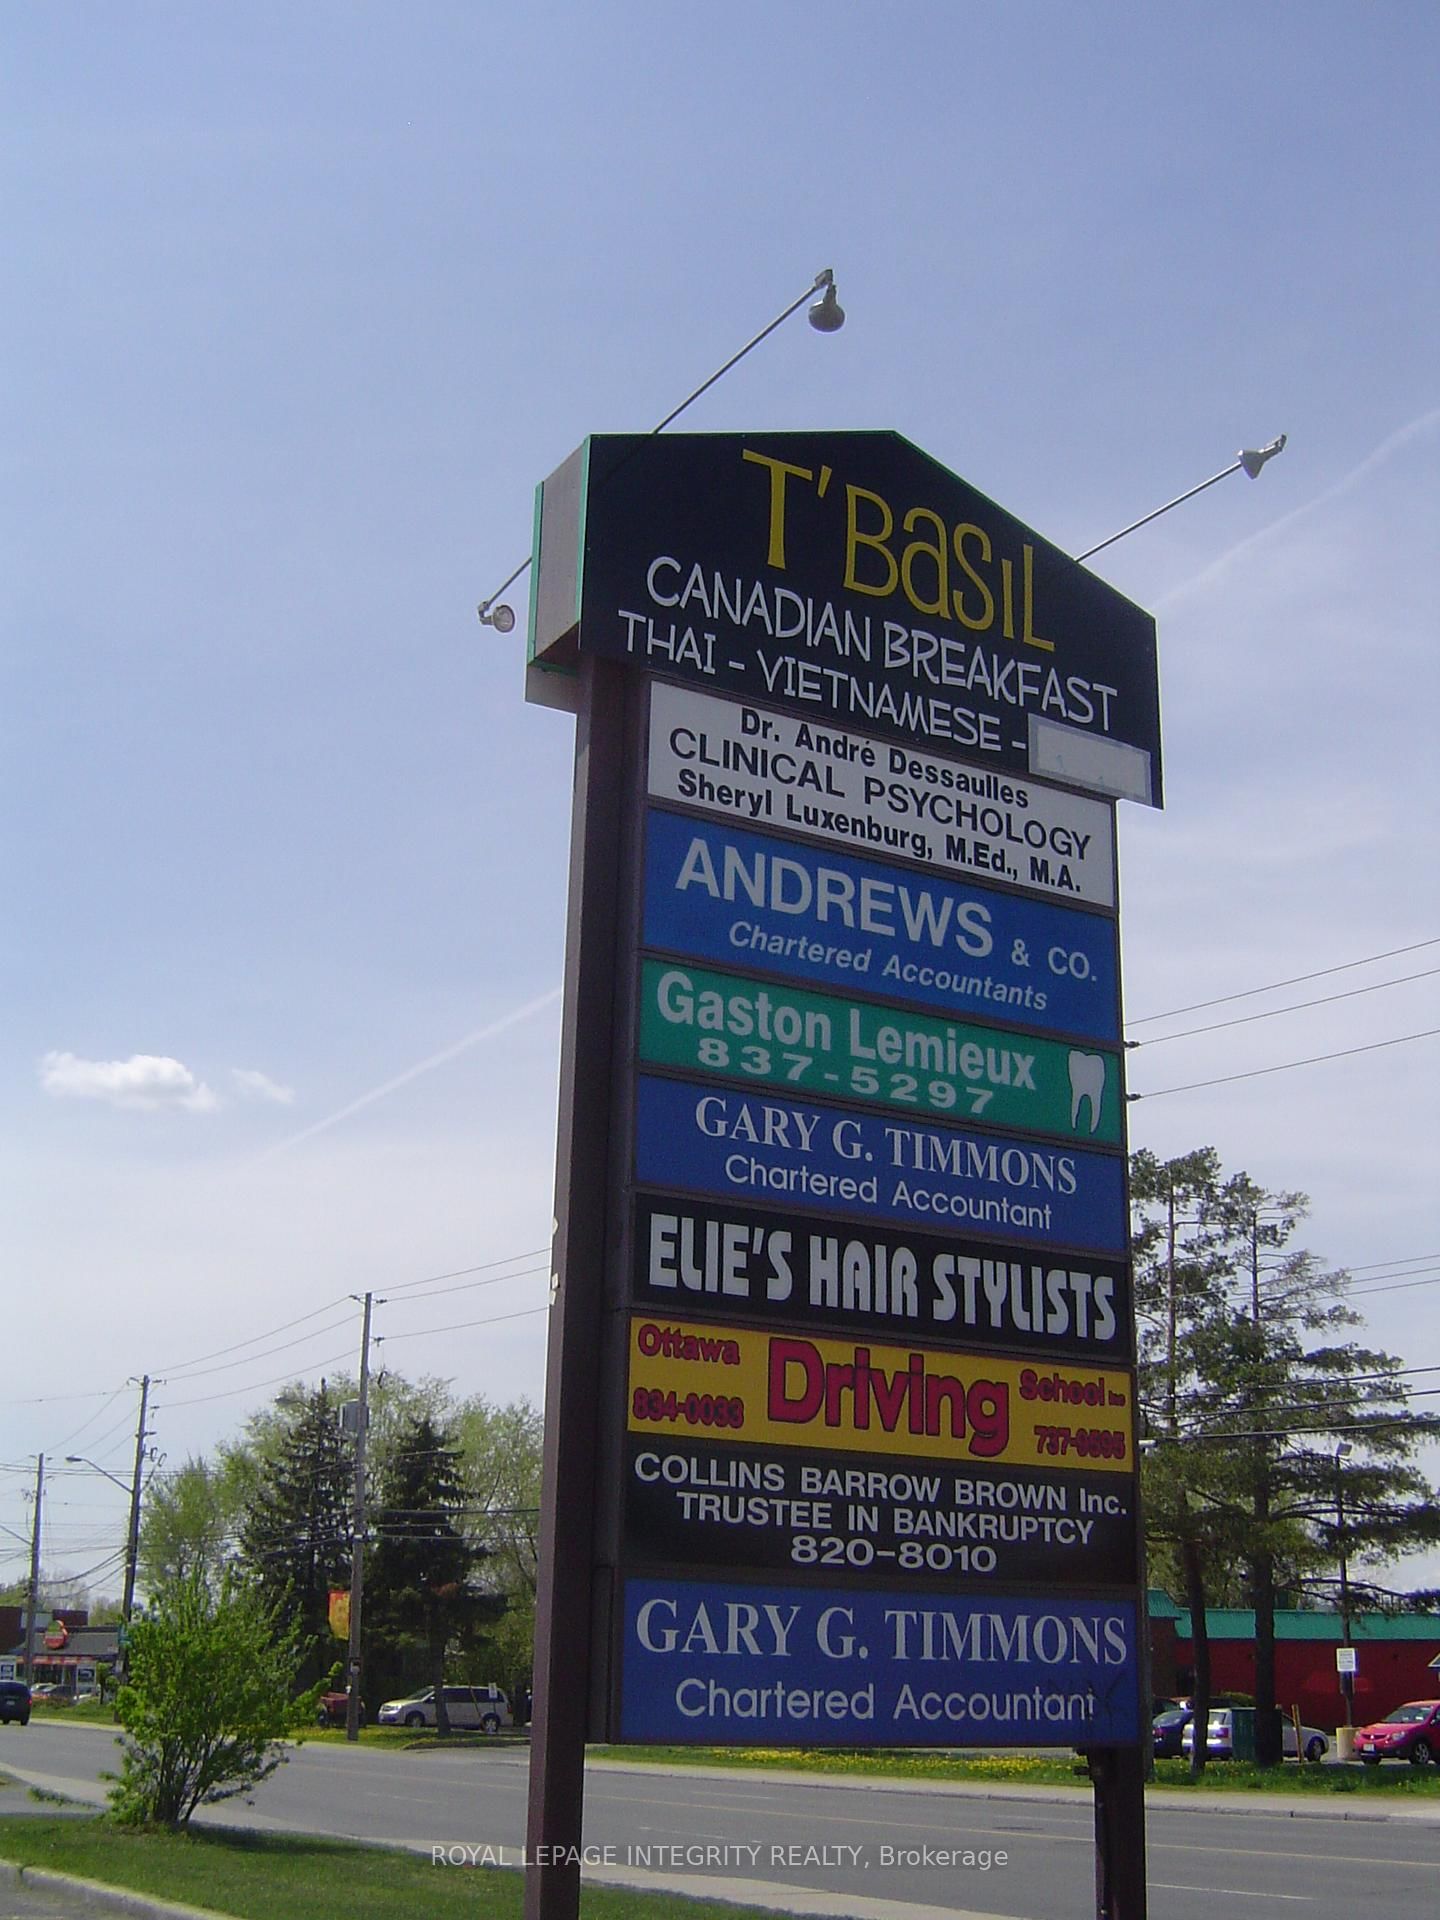 T'BASIL
CANADIAN BREAKFAST
THAI - VIETNAMESE -
Dr. André Dessaulles
CLINICAL PSYCHOLOGY
Sheryl Luxenburg, M.Ed., M.A.
ANDREWS & CO.
Chartered Accountants
Gaston Lemieux
837-5297
GARY G. TIMMONS
Chartered Accountant
ELIE'S HAIR STYLISTS
Ottawa Driving School Inc
834-0033 737-9595
COLLINS BARROW BROWN Inc.
TRUSTEE IN BANKRUPTCY
820-8010
GARY G. TIMMONS
Chartered Accountant
ROYAL LEPAGE INTEGRITY REALTY, Brokerage